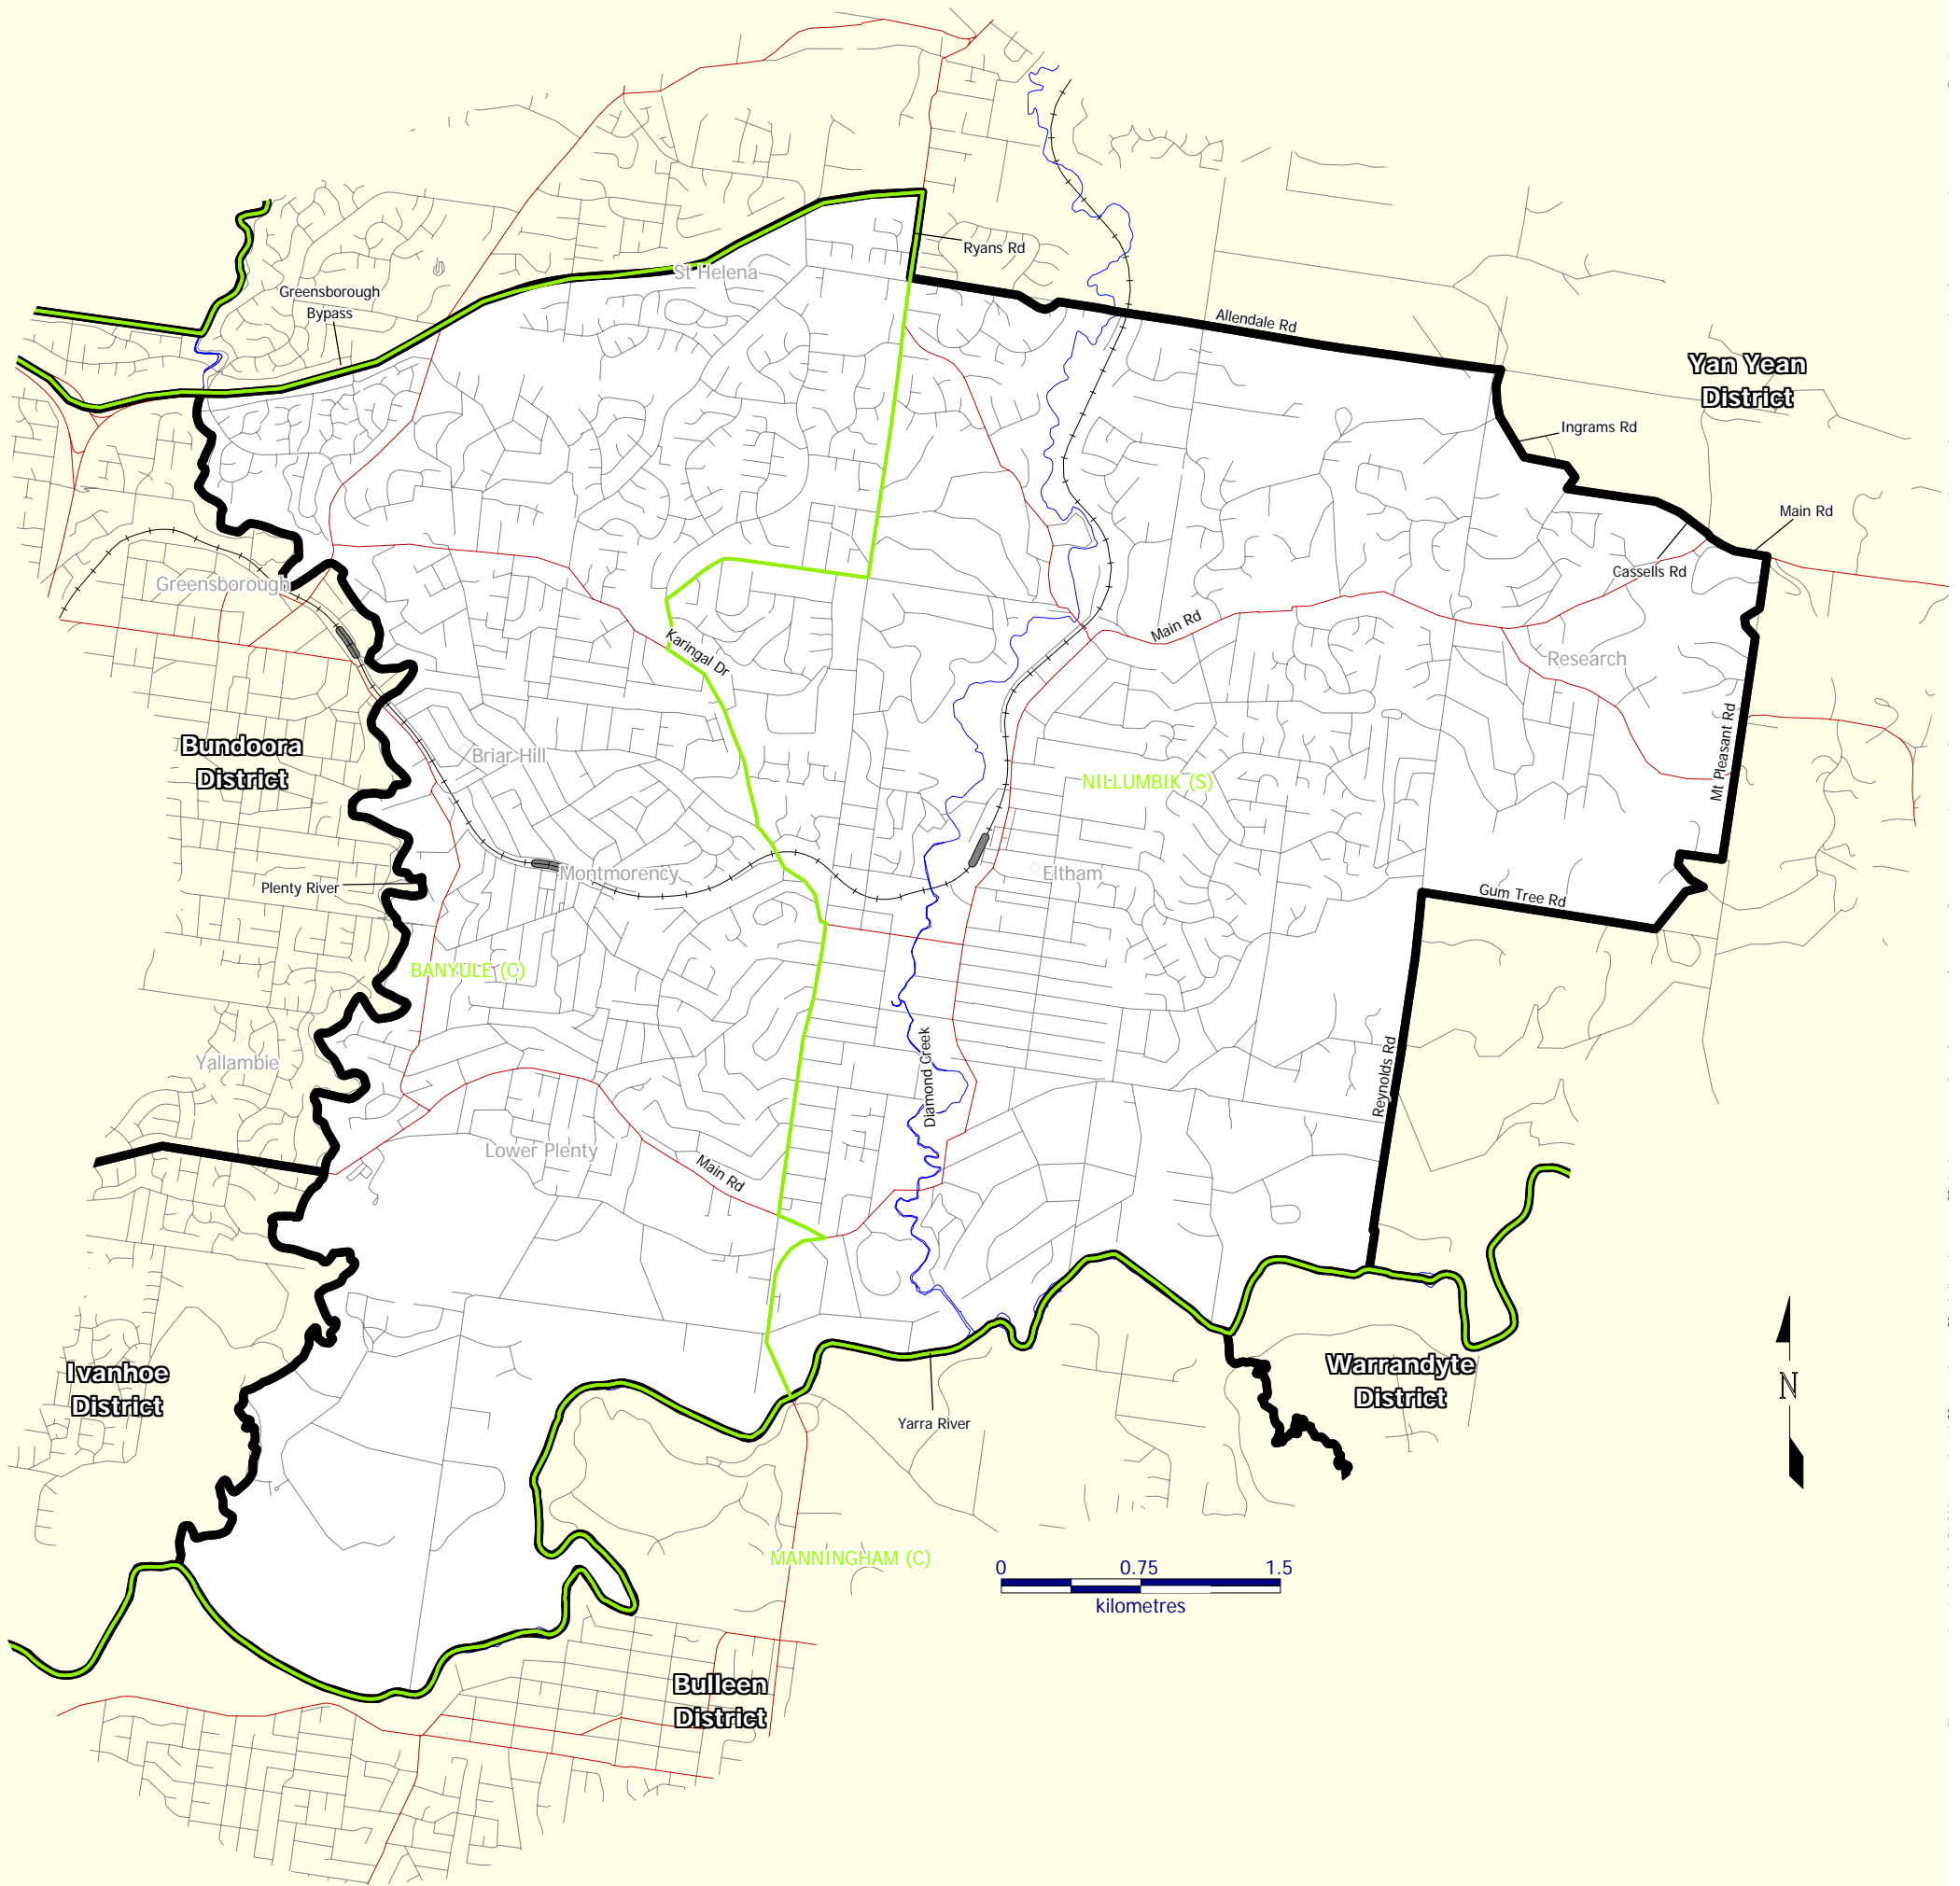 Ryans Rd
St Helena
Greensborough
Bypass
Allendale Rd
Yan Yean
District
Ingrams Rd
Main Rd
Cassells Rd
Greensborough
Main Rd
Karingal Dr
Research
Bundoora
District
Briar Hill
Mt Pleasant Rd
NILLUMBIK (S)
Montmorency
Eltham
Plenty River
Gum Tree Rd
BANYULE (C)
Yallambie
Diamond Creek
Reynolds Rd
Lower Plenty
Main Rd
Ivanhoe
District
Warrandyte
District
N
Yarra River
MANNINGHAM (C)
0 0.75 1.5
kilometres
Bulleen
District